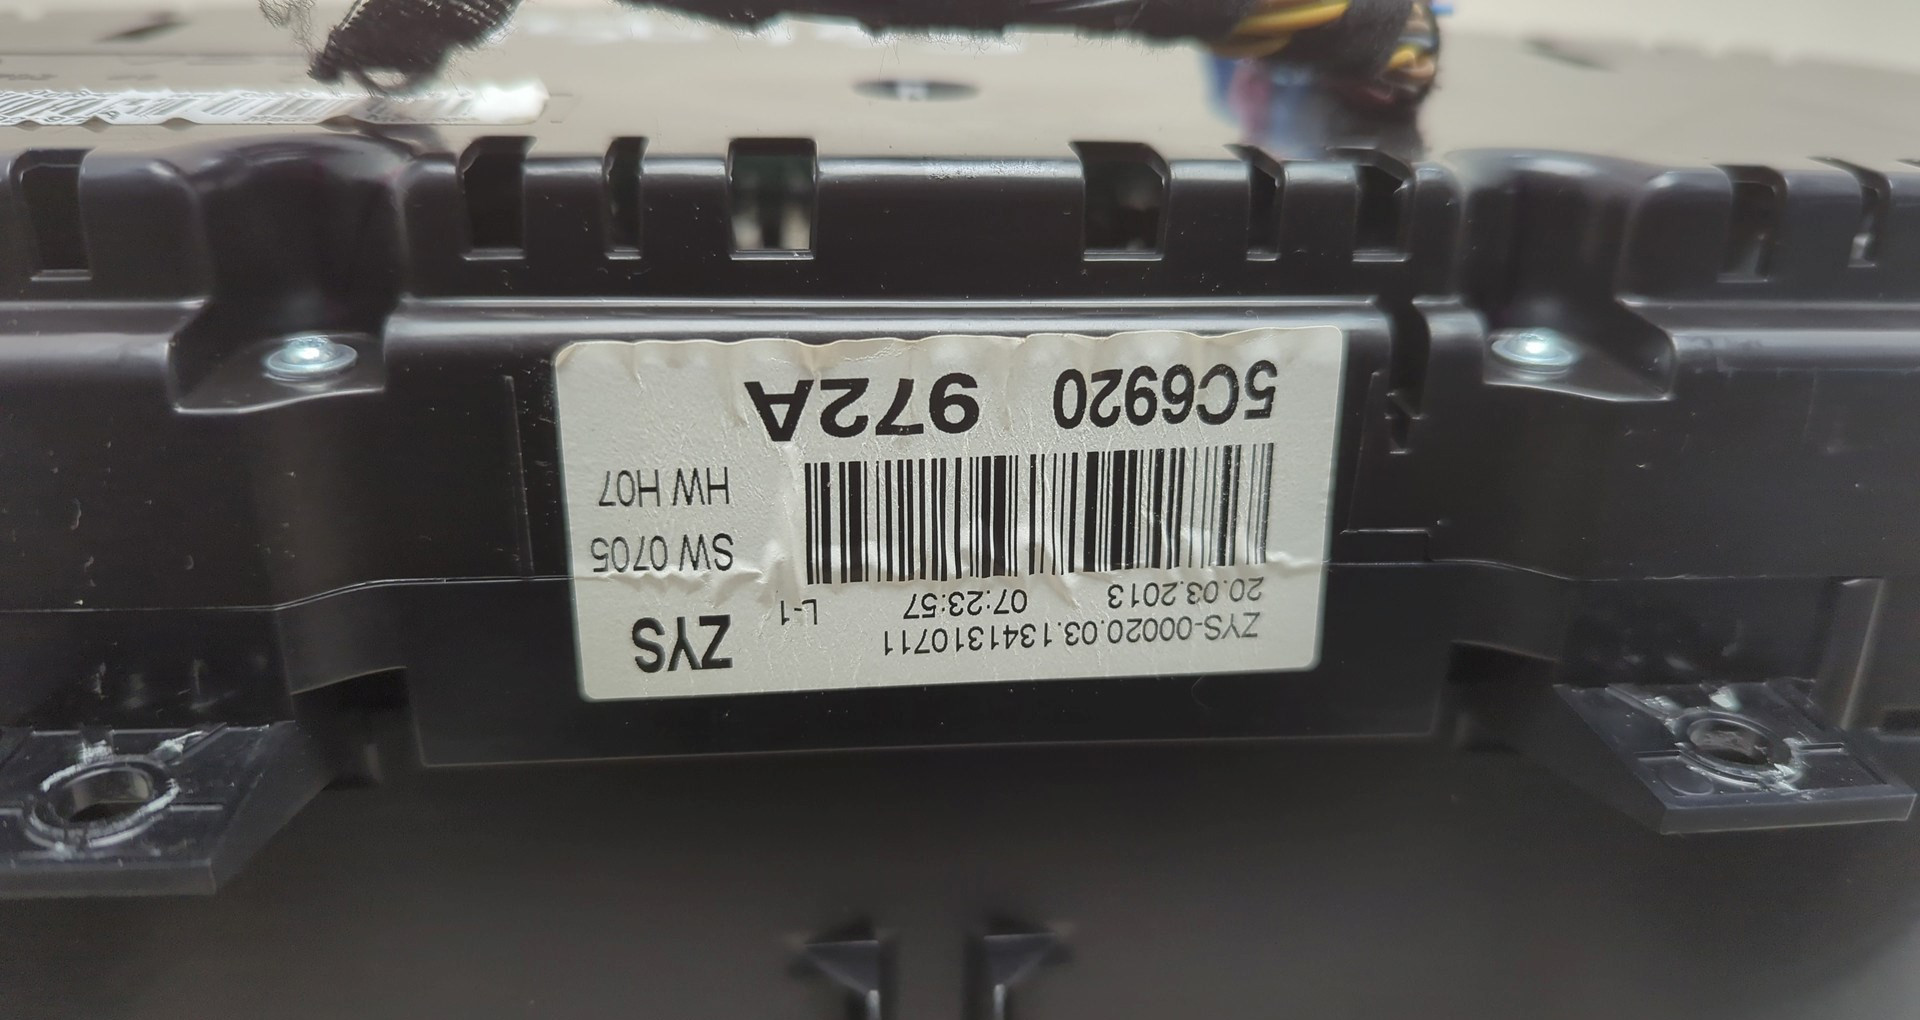 5C6920 972A
HW H07
SW 0705
ZYS-00020.03.1341310711
20.03.2013 07:23:57 L-1
ZYS